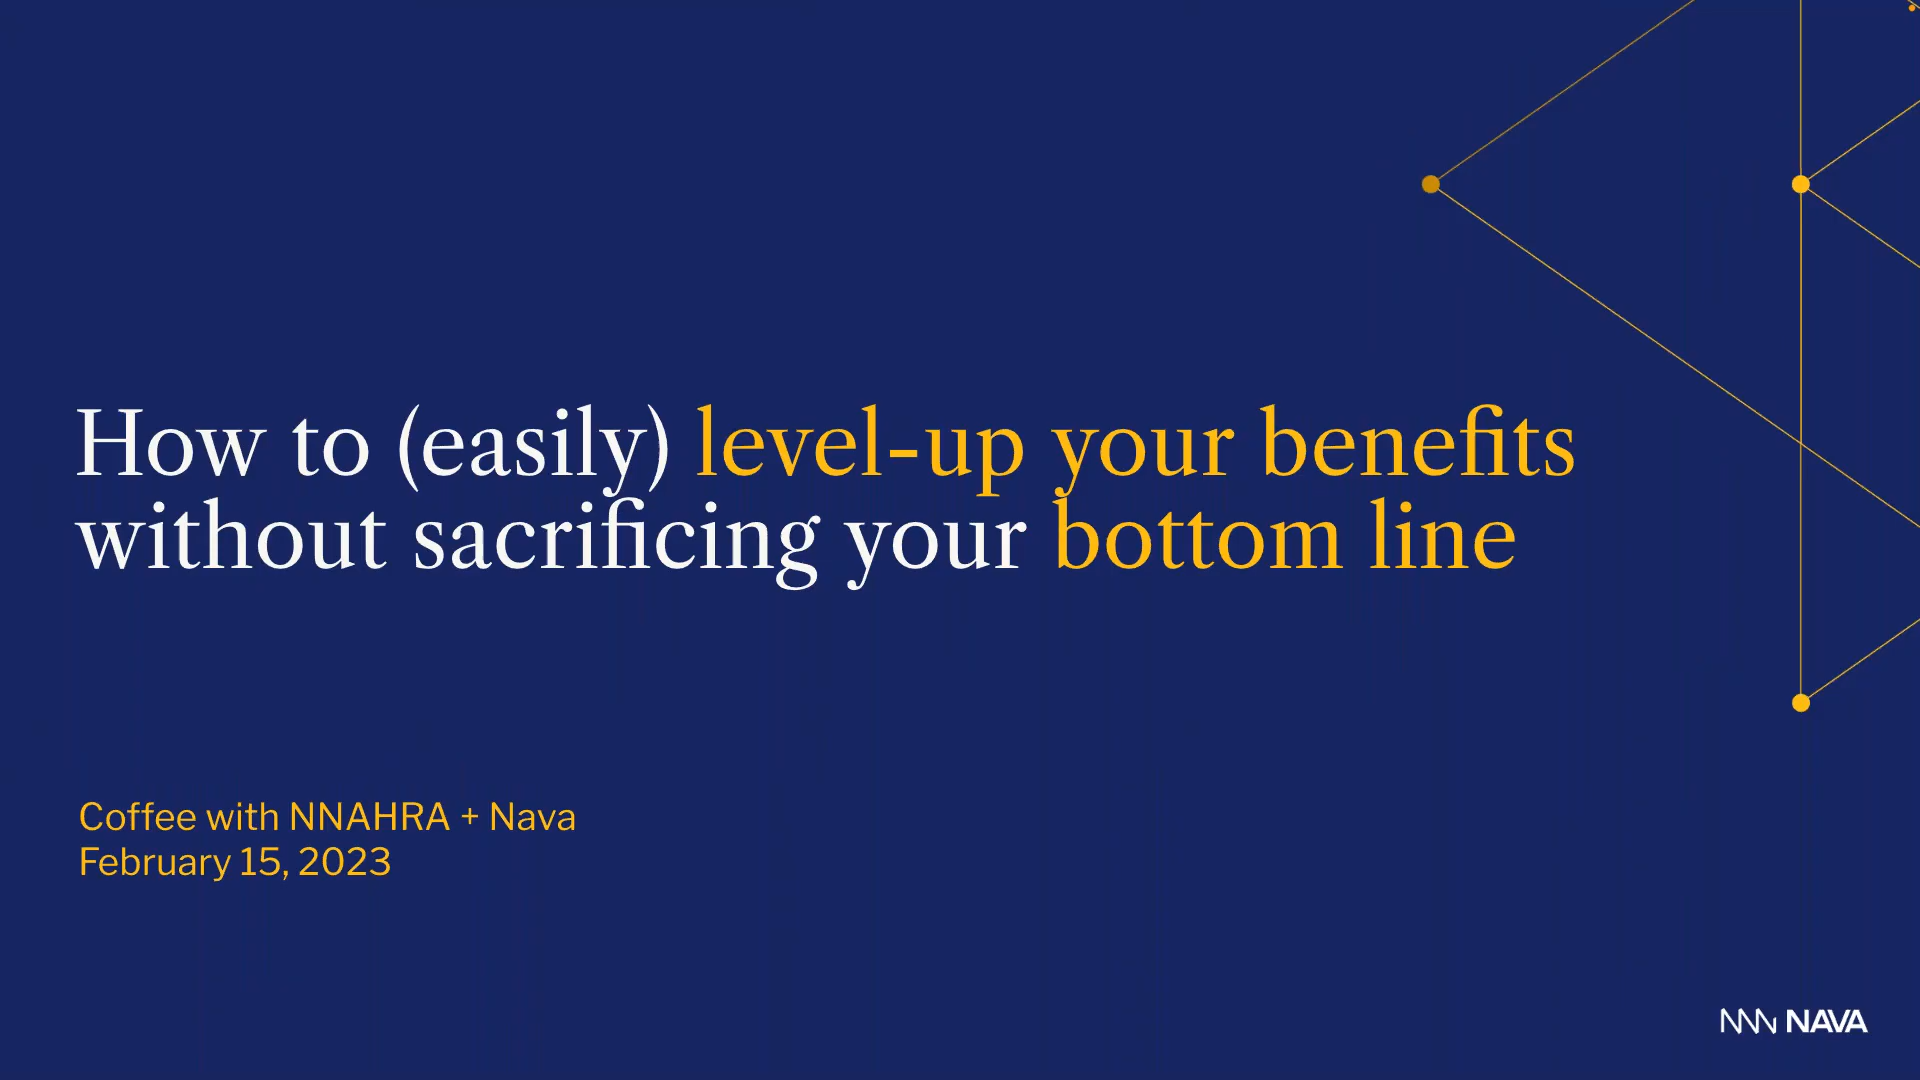 How to (easily) level-up your benefits
without sacrificing your bottom line
Coffee with NNAHRA + Nava
February 15, 2023
NAVA